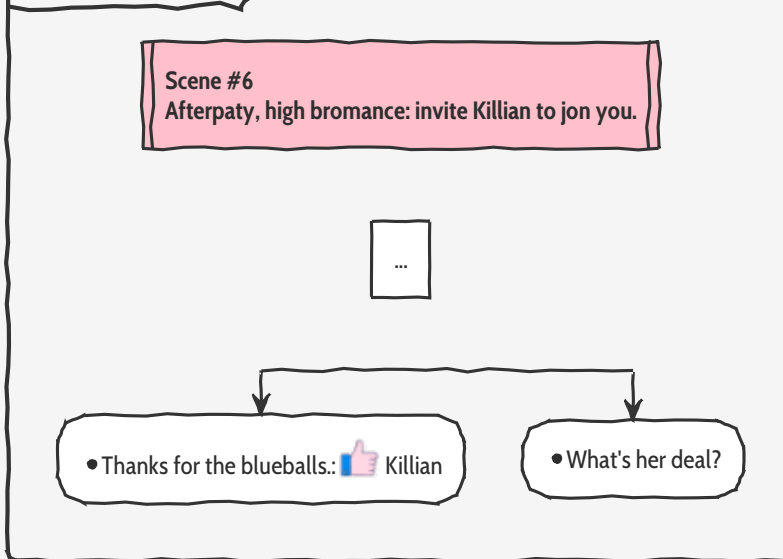 Scene #6
Afterpaty, high bromance: invite Killian to jon you.
...
• Thanks for the blueballs.: 👍 Killian
• What's her deal?